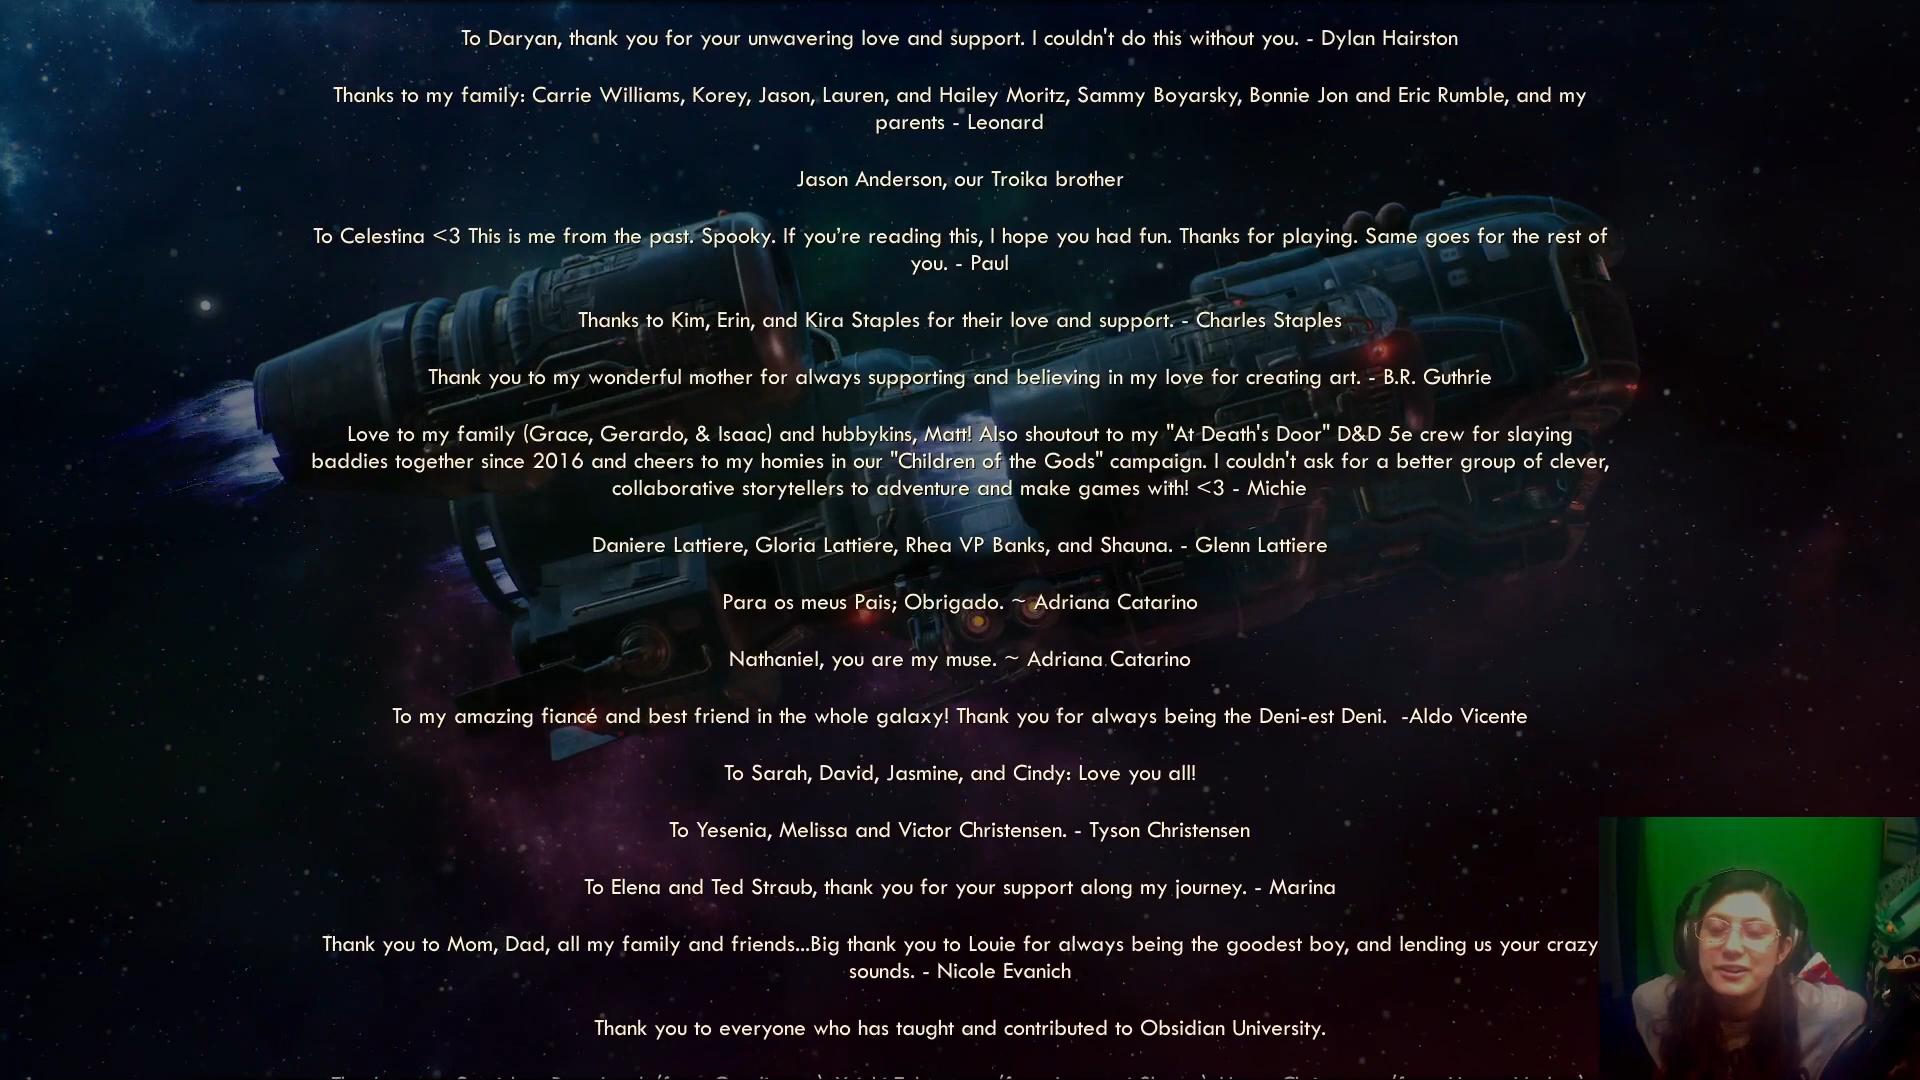 To Daryan, thank you for your unwavering love and support. I couldn't do this without you. - Dylan Hairston
Thanks to my family: Carrie Williams, Korey, Jason, Lauren, and Hailey Moritz, Sammy Boyarsky, Bonnie Jon and Eric Rumble, and my
parents - Leonard
Jason Anderson, our Troika brother
To Celestina <3 This is me from the past. Spooky. If you're reading this, I hope you had fun. Thanks for playing. Same goes for the rest of
you. - Paul
Thanks to Kim, Erin, and Kira Staples for their love and support. - Charles Staples
Thank you to my wonderful mother for always supporting and believing in my love for creating art. - B.R. Guthrie
Love to my family (Grace, Gerardo, & Isaac) and hubbykins, Matt! Also shoutout to my "At Death's Door" D&D 5e crew for slaying
baddies together since 2016 and cheers to my homies in our "Children of the Gods" campaign. I couldn't ask for a better group of clever,
collaborative storytellers to adventure and make games with! <3 - Michie
Daniere Lattiere, Gloria Lattiere, Rhea VP Banks, and Shauna. - Glenn Lattiere
Para os meus Pais; Obrigado. ~ Adriana Catarino
Nathaniel, you are my muse. ~ Adriana Catarino
To my amazing fiancé and best friend in the whole galaxy! Thank you for always being the Deni-est Deni.  -Aldo Vicente
To Sarah, David, Jasmine, and Cindy: Love you all!
To Yesenia, Melissa and Victor Christensen. - Tyson Christensen
To Elena and Ted Straub, thank you for your support along my journey. - Marina
Thank you to Mom, Dad, all my family and friends...Big thank you to Louie for always being the goodest boy, and lending us your crazy
sounds. - Nicole Evanich
Thank you to everyone who has taught and contributed to Obsidian University.